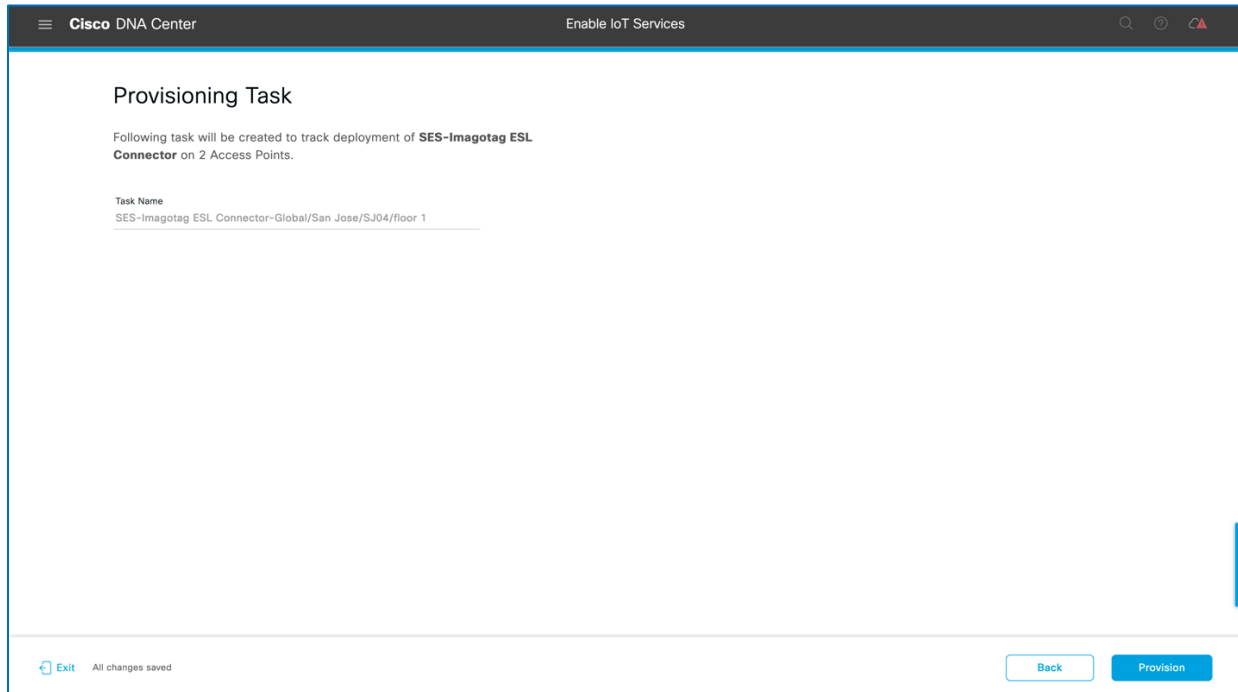 Cisco DNA Center
Enable IoT Services
Provisioning Task
Following task will be created to track deployment of SES-Imagotag ESL
Connector on 2 Access Points.
Task Name
SES-Imagotag ESL Connector-Global/San Jose/SJ04/floor 1
Exit
All changes saved
Back
Provision